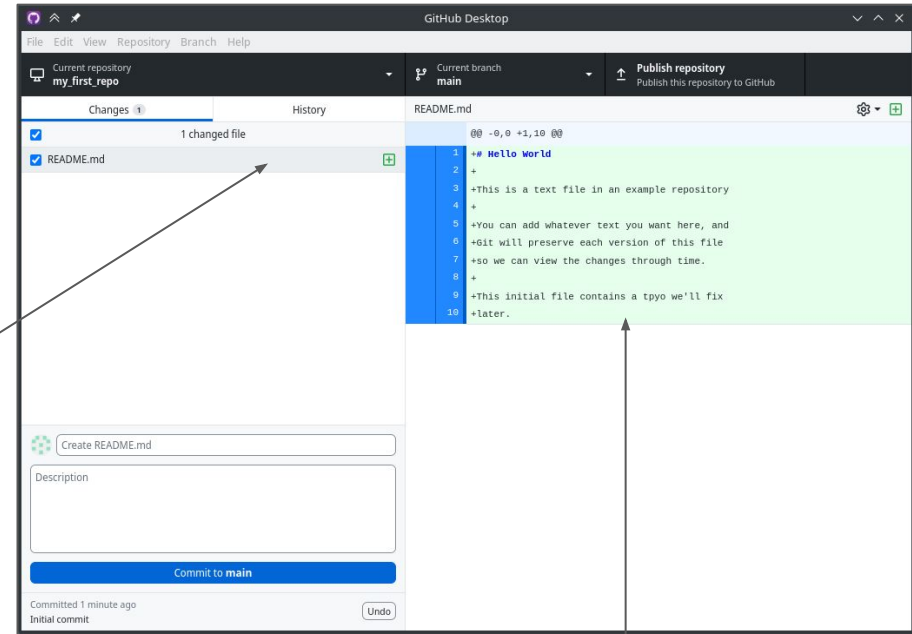 GitHub Desktop
File Edit View Repository Branch Help
Current repository
my_first_repo
Current branch
main
Publish repository
Publish this repository to GitHub
Changes 1
History
README.md
1 changed file
README.md
@@ -0,0 +1,10 @@
1 +# Hello World
2 +
3 +This is a text file in an example repository
4 +
5 +You can add whatever text you want here, and
6 +Git will preserve each version of this file
7 +so we can view the changes through time.
8 +
9 +This initial file contains a tpyo we'll fix
10 +later.
Create README.md
Description
Commit to main
Committed 1 minute ago
Initial commit
Undo